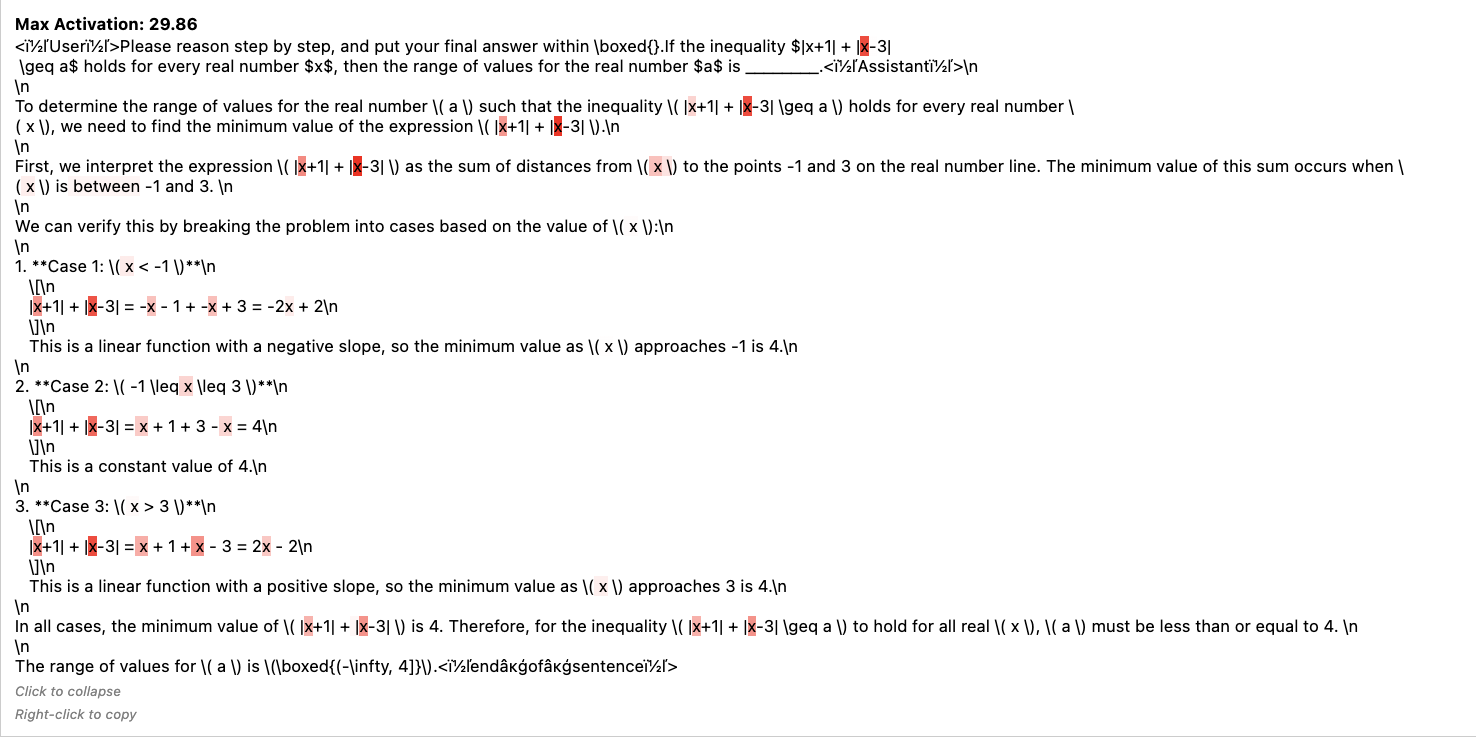 Max Activation: 29.86
<ï½ľUserï½ľ>Please reason step by step, and put your final answer within \boxed{}.If the inequality $|x+1| + |x-3|
\geq a$ holds for every real number $x$, then the range of values for the real number $a$ is ________.<ï½ľAssistantï½ľ>\n
\n
To determine the range of values for the real number \( a \) such that the inequality \( |x+1| + |x-3| \geq a \) holds for every real number \
( x \), we need to find the minimum value of the expression \( |x+1| + |x-3| \).\n
\n
First, we interpret the expression \( |x+1| + |x-3| \) as the sum of distances from \( x \) to the points -1 and 3 on the real number line. The minimum value of this sum occurs when \
( x \) is between -1 and 3. \n
\n
We can verify this by breaking the problem into cases based on the value of \( x \):\n
\n
1. **Case 1: \( x < -1 \)**\n
\[\n
|x+1| + |x-3| = -x - 1 + -x + 3 = -2x + 2\n
\]\n
This is a linear function with a negative slope, so the minimum value as \( x \) approaches -1 is 4.\n
\n
2. **Case 2: \( -1 \leq x \leq 3 \)**\n
\[\n
|x+1| + |x-3| = x + 1 + 3 - x = 4\n
\]\n
This is a constant value of 4.\n
\n
3. **Case 3: \( x > 3 \)**\n
\[\n
|x+1| + |x-3| = x + 1 + x - 3 = 2x - 2\n
\]\n
This is a linear function with a positive slope, so the minimum value as \( x \) approaches 3 is 4.\n
\n
In all cases, the minimum value of \( |x+1| + |x-3| \) is 4. Therefore, for the inequality \( |x+1| + |x-3| \geq a \) to hold for all real \( x \), \( a \) must be less than or equal to 4. \n
\n
The range of values for \( a \) is \(\boxed{(-\infty, 4]}\).<ï½ľendâķģofâķģsentenceï½ľ>
Click to collapse
Right-click to copy